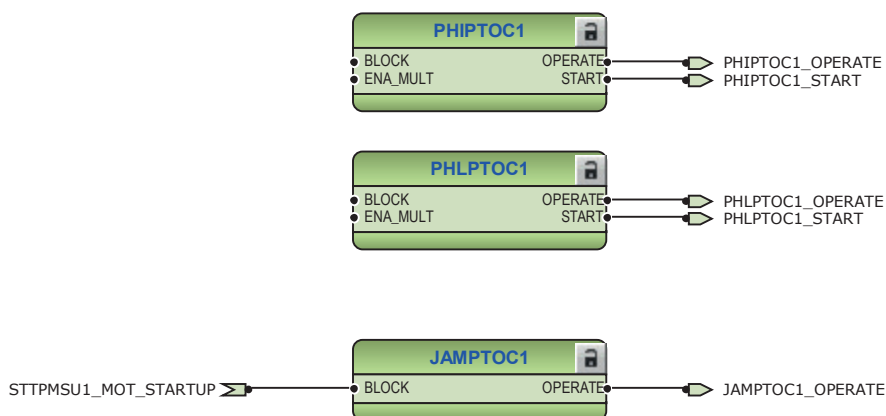 PHIPTOC1
BLOCK OPERATE PHIPTOC1_OPERATE
ENA_MULT START PHIPTOC1_START
PHLPTOC1
BLOCK OPERATE PHLPTOC1_OPERATE
ENA_MULT START PHLPTOC1_START
JAMPTOC1
STTPMSU1_MOT_STARTUP BLOCK OPERATE JAMPTOC1_OPERATE